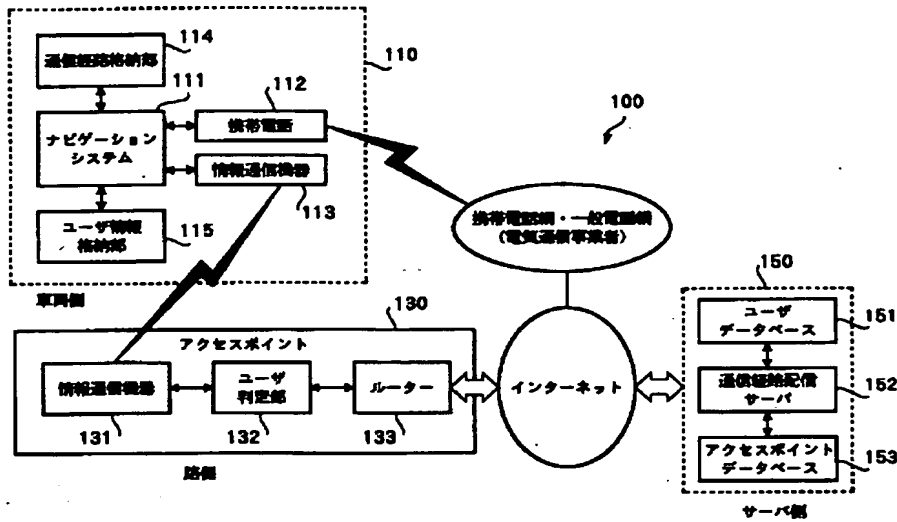 通信経路格納部
114
110
111
112
ナビゲーション
システム
携帯電話
情報通信機器
113
100
ユーザ情報
格納部
115
車両側
携帯電話網・一般電話網
(電気通信事業者)
130
アクセスポイント
情報通信機器
131
ユーザ
判定部
132
ルーター
133
路側
インターネット
150
ユーザ
データベース
151
通信経路配信
サーバ
152
アクセスポイント
データベース
153
サーバ側